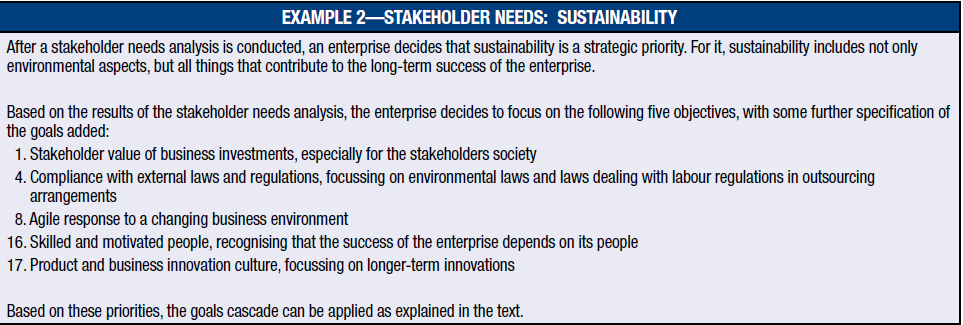 EXAMPLE 2—STAKEHOLDER NEEDS: SUSTAINABILITY
After a stakeholder needs analysis is conducted, an enterprise decides that sustainability is a strategic priority. For it, sustainability includes not only
environmental aspects, but all things that contribute to the long-term success of the enterprise.
Based on the results of the stakeholder needs analysis, the enterprise decides to focus on the following five objectives, with some further specification of
the goals added:
1. Stakeholder value of business investments, especially for the stakeholders society
4. Compliance with external laws and regulations, focussing on environmental laws and laws dealing with labour regulations in outsourcing
arrangements
8. Agile response to a changing business environment
16. Skilled and motivated people, recognising that the success of the enterprise depends on its people
17. Product and business innovation culture, focussing on longer-term innovations
Based on these priorities, the goals cascade can be applied as explained in the text.